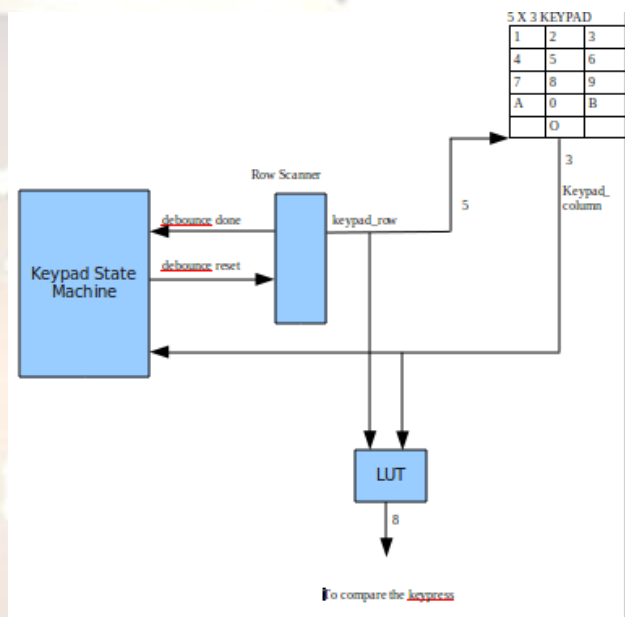 5 X 3 KEYPAD
1 2 3
4 5 6
7 8 9
A 0 B
O
3
Keypad_
column
Row Scanner
5
debounce done
keypad_row
debounce reset
Keypad State
Machine
LUT
8
To compare the keypress